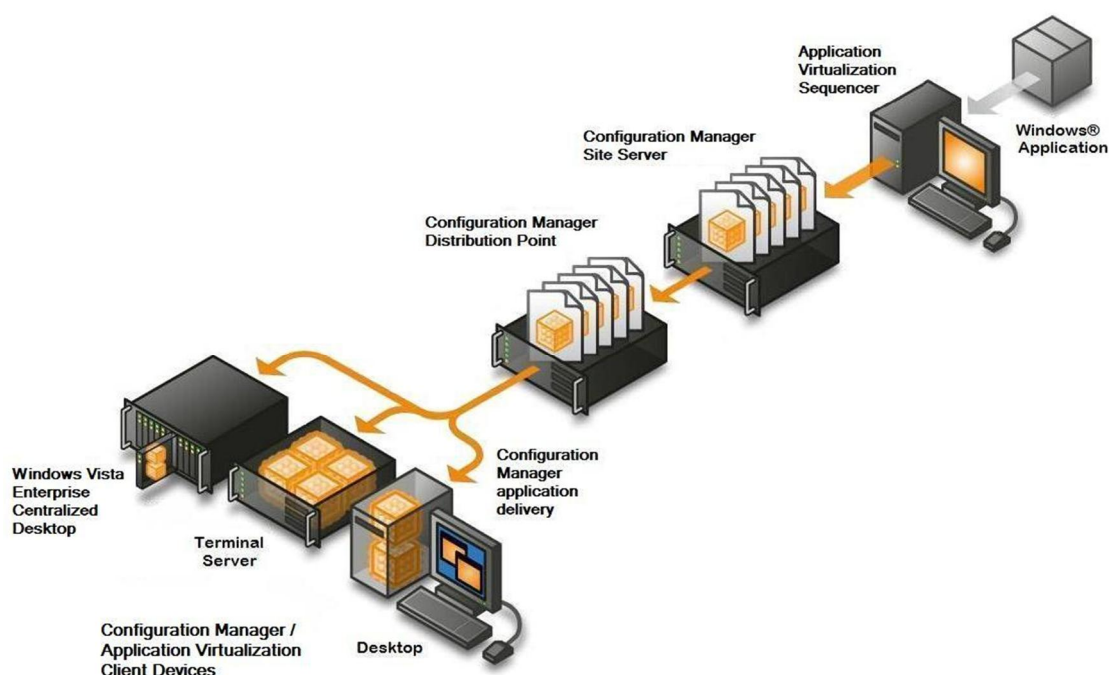 Application
Virtualization
Sequencer
Windows®
Application
Configuration Manager
Site Server
Configuration Manager
Distribution Point
Configuration
Manager
application
delivery
Windows Vista
Enterprise
Centralized
Desktop
Terminal
Server
Desktop
Configuration Manager /
Application Virtualization
Client Devices